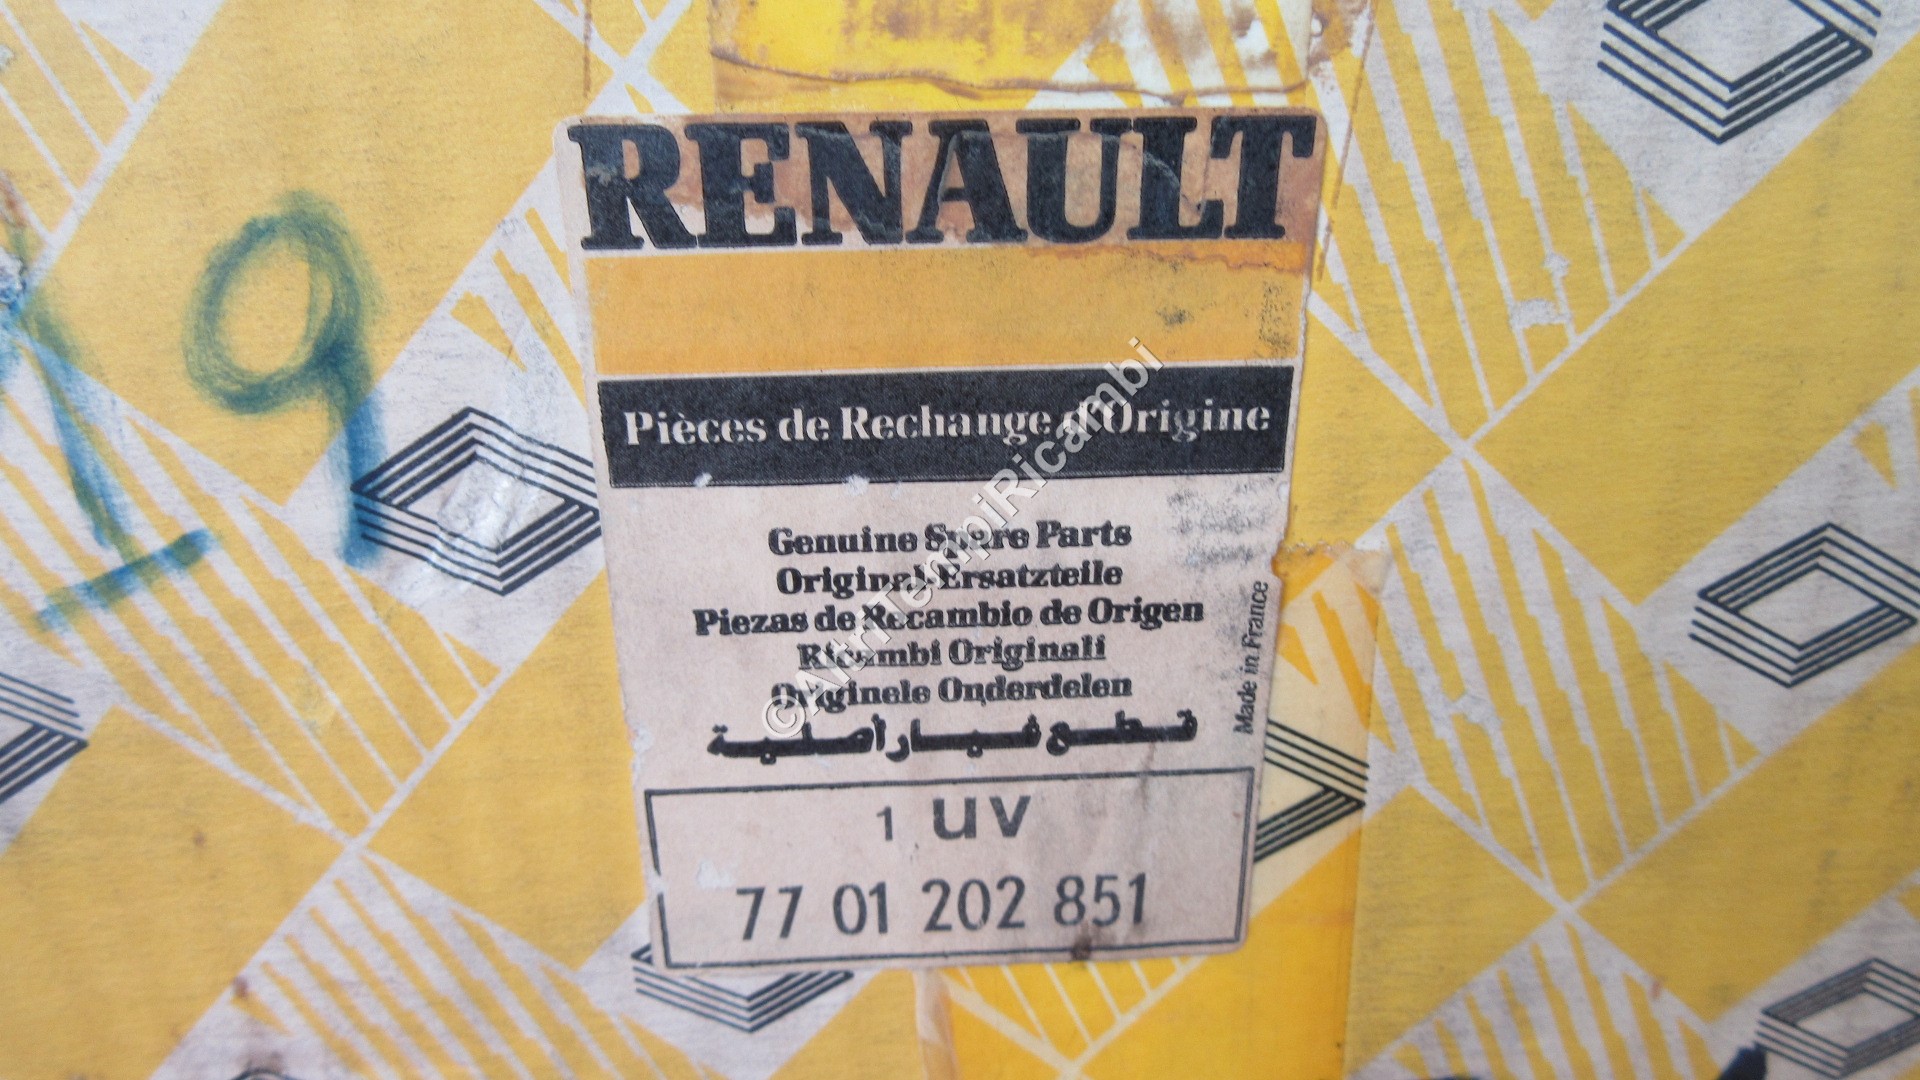 RENAULT
Pièces de Rechange d'Origine
Genuine Spare Parts
Original Ersatzteile
Piezas de Recambio de Origen
Ricambi Originali
Originele Onderdelen
قطع غيار أصلية
Made in France
1 UV
77 01 202 851
19
©AltriTempiRicambi